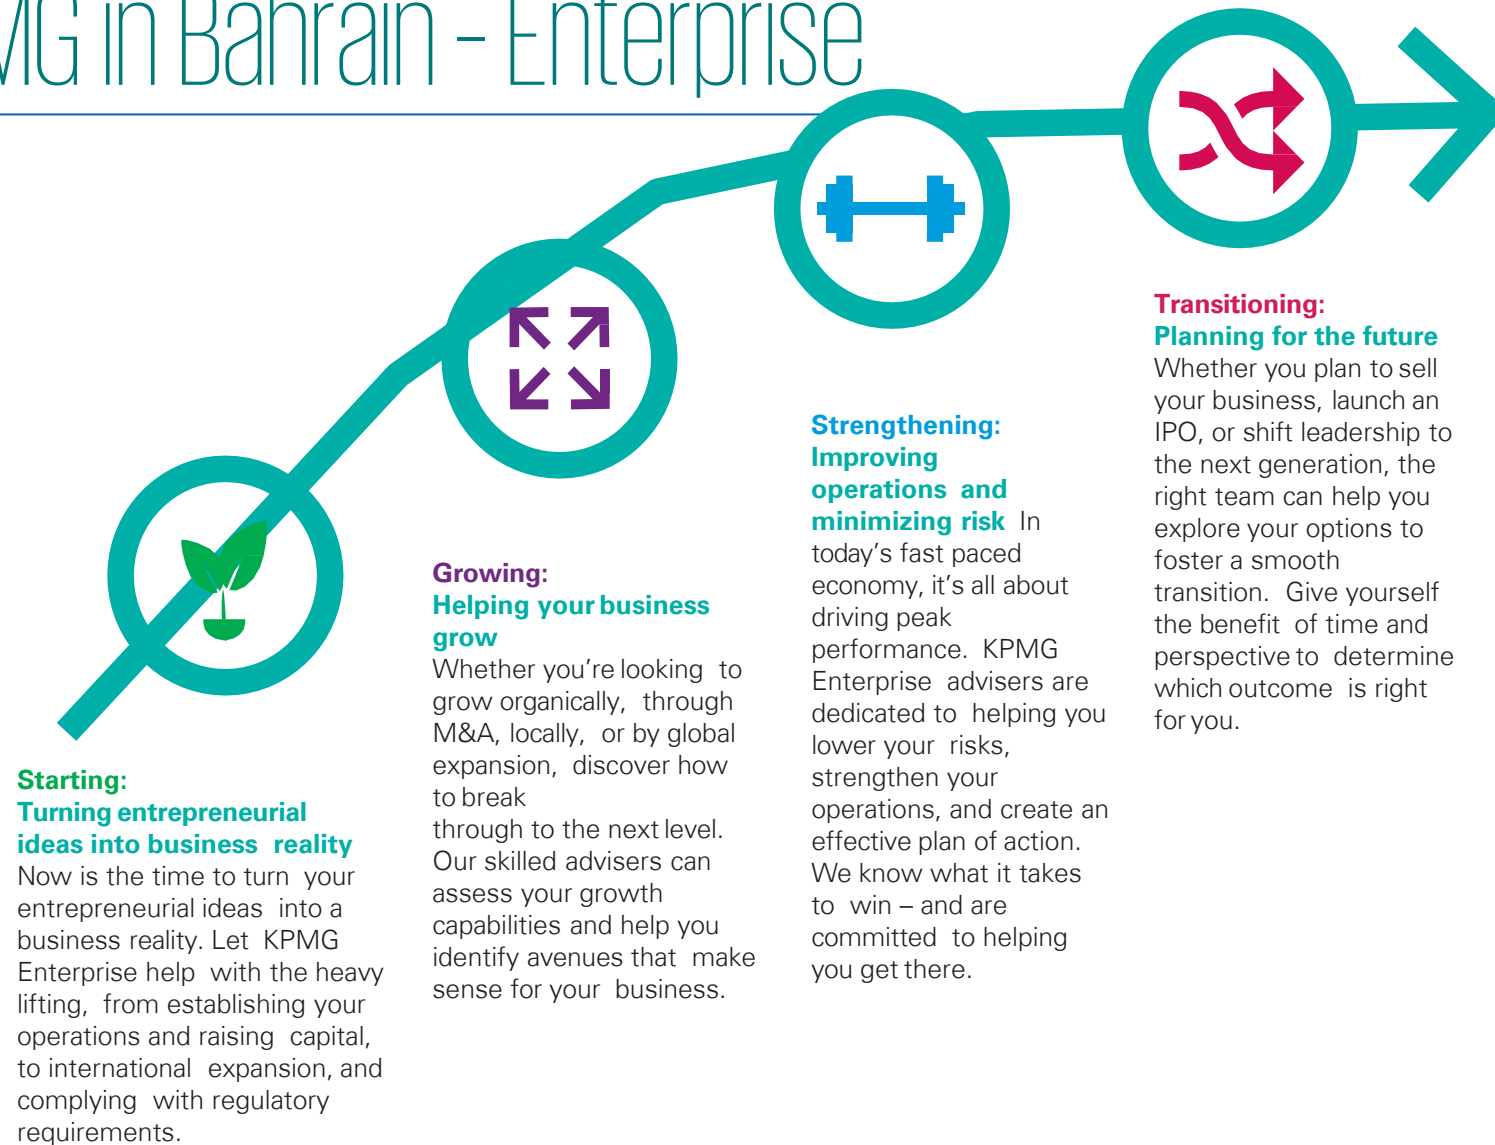 MG in Bahrain - Enterprise
Transitioning:
Planning for the future
Whether you plan to sell
your business, launch an
IPO, or shift leadership to
the next generation, the
right team can help you
explore your options to
foster a smooth
transition. Give yourself
the benefit of time and
perspective to determine
which outcome is right
for you.
Strengthening:
Improving
operations and
minimizing risk In
today's fast paced
economy, it's all about
driving peak
performance. KPMG
Enterprise advisers are
dedicated to helping you
lower your risks,
strengthen your
operations, and create an
effective plan of action.
We know what it takes
to win – and are
committed to helping
you get there.
Growing:
Helping your business
grow
Whether you're looking to
grow organically, through
M&A, locally, or by global
expansion, discover how
to break
through to the next level.
Our skilled advisers can
assess your growth
capabilities and help you
identify avenues that make
sense for your business.
Starting:
Turning entrepreneurial
ideas into business reality
Now is the time to turn your
entrepreneurial ideas into a
business reality. Let KPMG
Enterprise help with the heavy
lifting, from establishing your
operations and raising capital,
to international expansion, and
complying with regulatory
requirements.